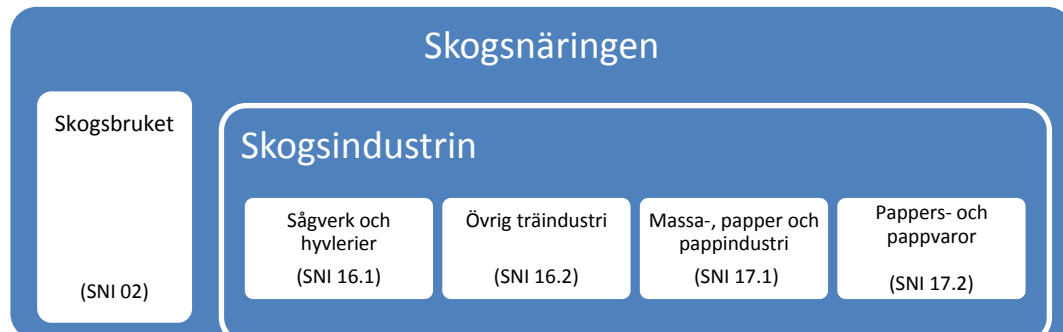 Skogsnäringen
Skogsbruket
(SNI 02)
Skogsindustrin
Sågverk och
hyvlerier
(SNI 16.1)
Övrig träindustri
(SNI 16.2)
Massa-, papper och
pappindustri
(SNI 17.1)
Pappers- och
pappvaror
(SNI 17.2)